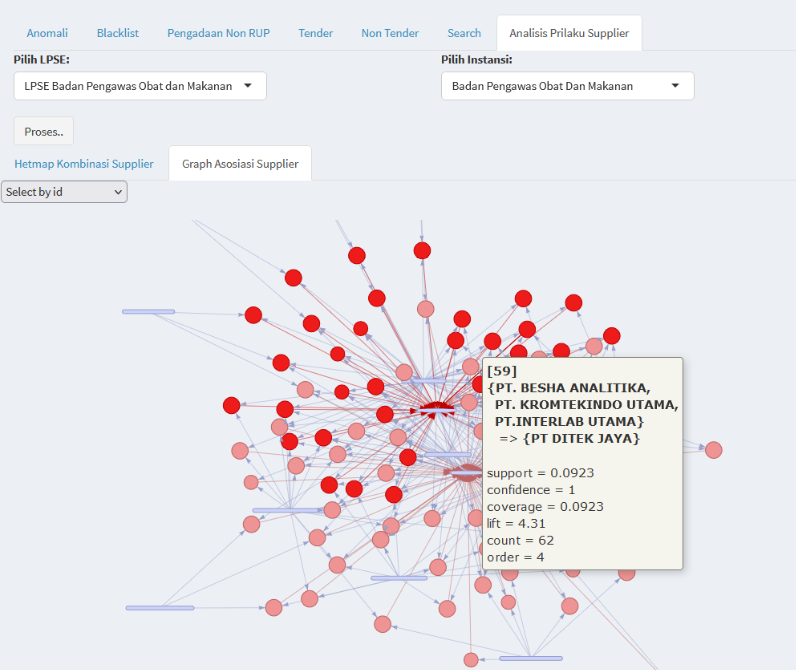 Anomali Blacklist Pengadaan Non RUP Tender Non Tender Search Analisis Prilaku Supplier
Pilih LPSE: Pilih Instansi:
LPSE Badan Pengawas Obat dan Makanan Badan Pengawas Obat Dan Makanan
Proses..
Hetmap Kombinasi Supplier Graph Asosiasi Supplier
Select by id
[59]
{PT. BESHA ANALITIKA,
PT. KROMTEKINDO UTAMA,
PT.INTERLAB UTAMA}
=> {PT DITEK JAYA}
support = 0.0923
confidence = 1
coverage = 0.0923
lift = 4.31
count = 62
order = 4